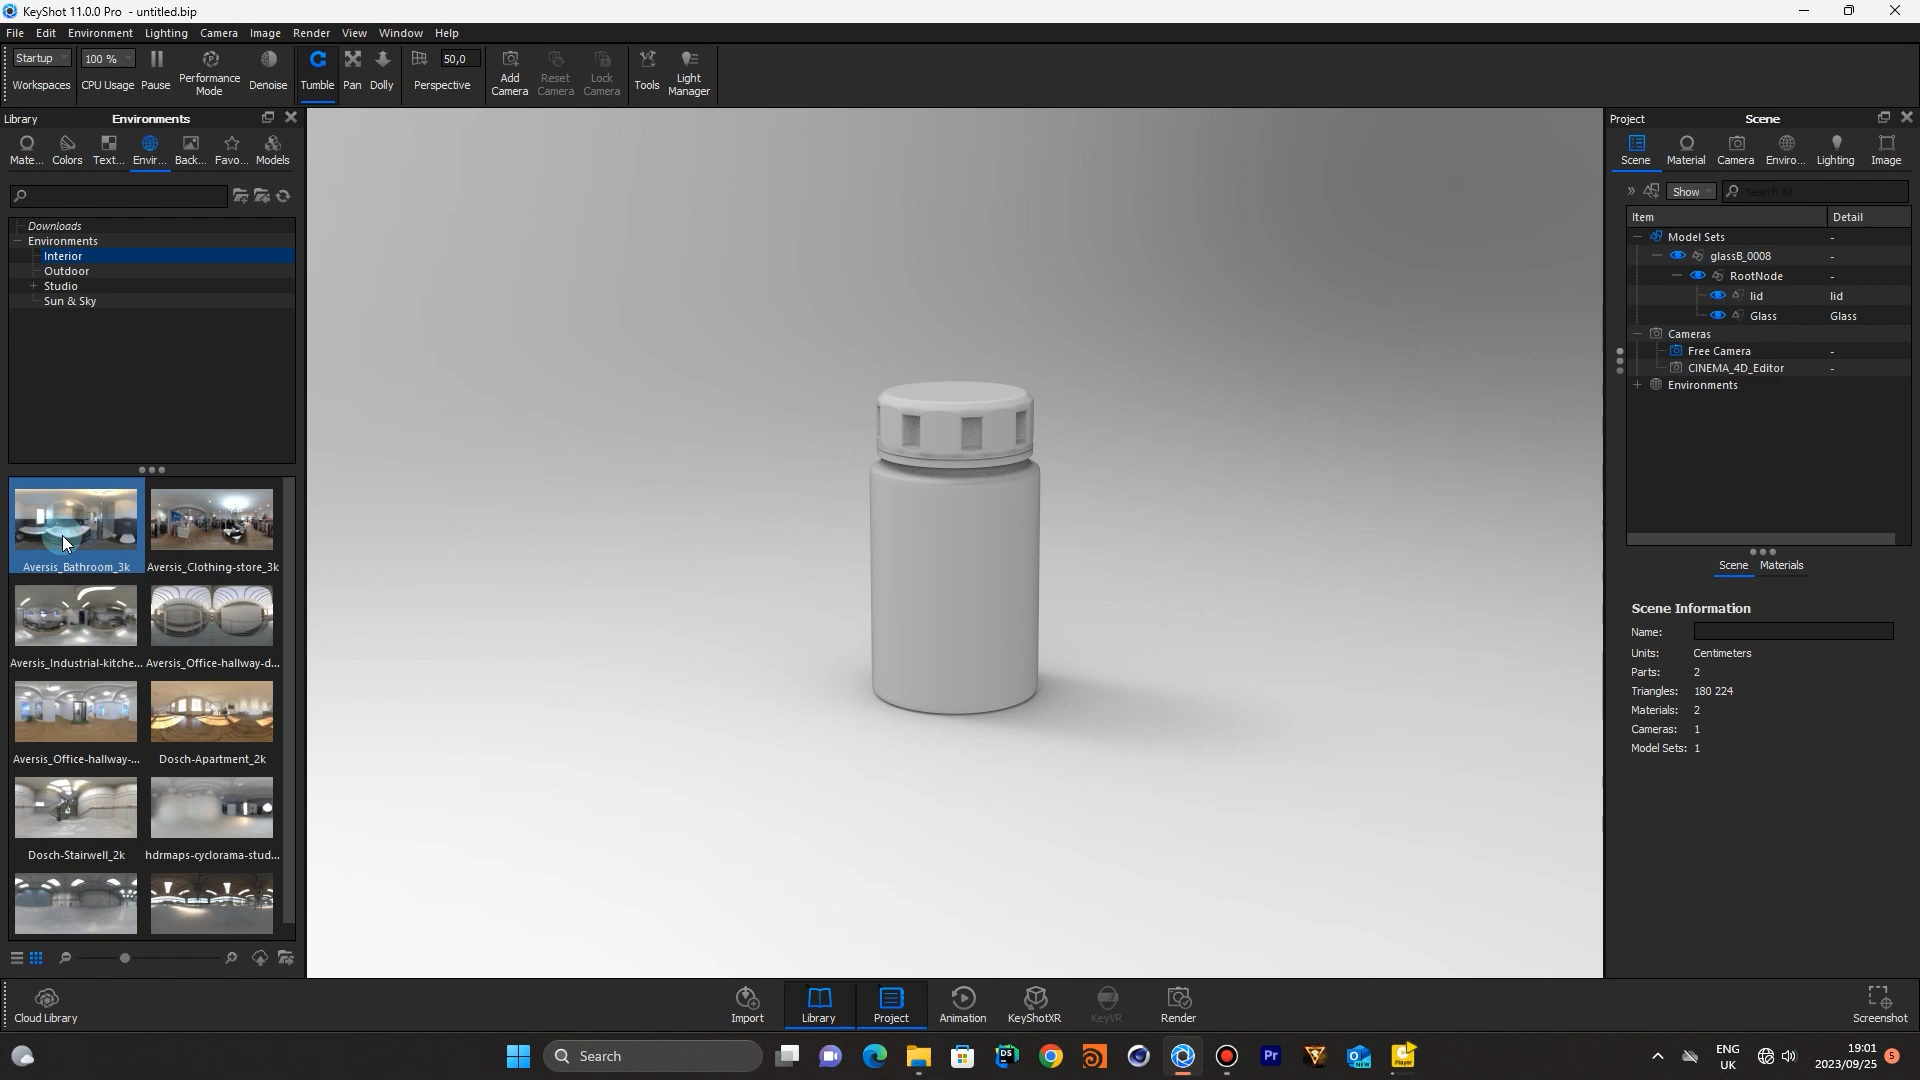 KeyShot 11.0.0 Pro - untitled.bip
File Edit Environment Lighting Camera Image Render View Window Help
Startup 100 % 50,0
Workspaces CPU Usage Pause Performance Mode Denoise Tumble Pan Dolly Perspective Add Camera Reset Camera Lock Camera Tools Light Manager
Library Environments
Mate... Colors Text... Envir... Back... Favo... Models
Downloads
Environments
Interior
Outdoor
Studio
Sun & Sky
Aversis_Bathroom_3k Aversis_Clothing-store_3k
Aversis_Industrial-kitche... Aversis_Office-hallway-d...
Aversis_Office-hallway-... Dosch-Apartment_2k
Dosch-Stairwell_2k hdrmaps-cyclorama-stud...
Project Scene
Scene Material Camera Enviro... Lighting Image
Show Search All
Item Detail
Model Sets -
glassB_0008 -
RootNode -
lid lid
Glass Glass
Cameras
Free Camera -
CINEMA_4D_Editor -
Environments
Scene Materials
Scene Information
Name:
Units: Centimeters
Parts: 2
Triangles: 180 224
Materials: 2
Cameras: 1
Model Sets: 1
Cloud Library Import Library Project Animation KeyShotXR KeyVR Render Screenshot
Search DS Pr NEW Player ENG UK 19:01 2023/09/25 5